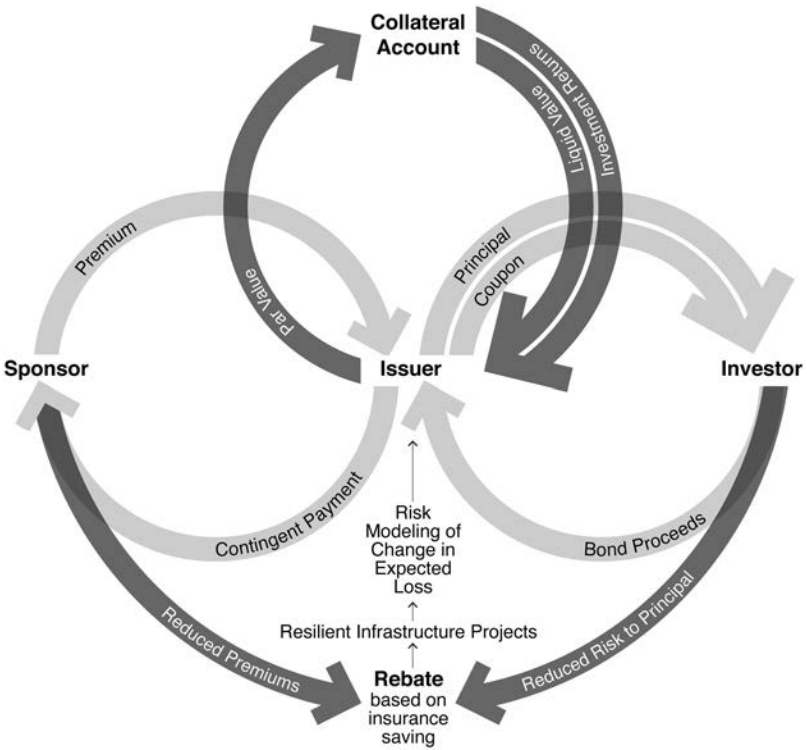 Collateral
Account
Investment Returns
Liquid Value
Premium
Par Value
Principal
Coupon
Sponsor
Issuer
Investor
Contingent Payment
Bond Proceeds
Risk
Modeling of
Change in
Expected
Loss
Resilient Infrastructure Projects
Reduced Premiums
Reduced Risk to Principal
Rebate
based on
insurance
saving